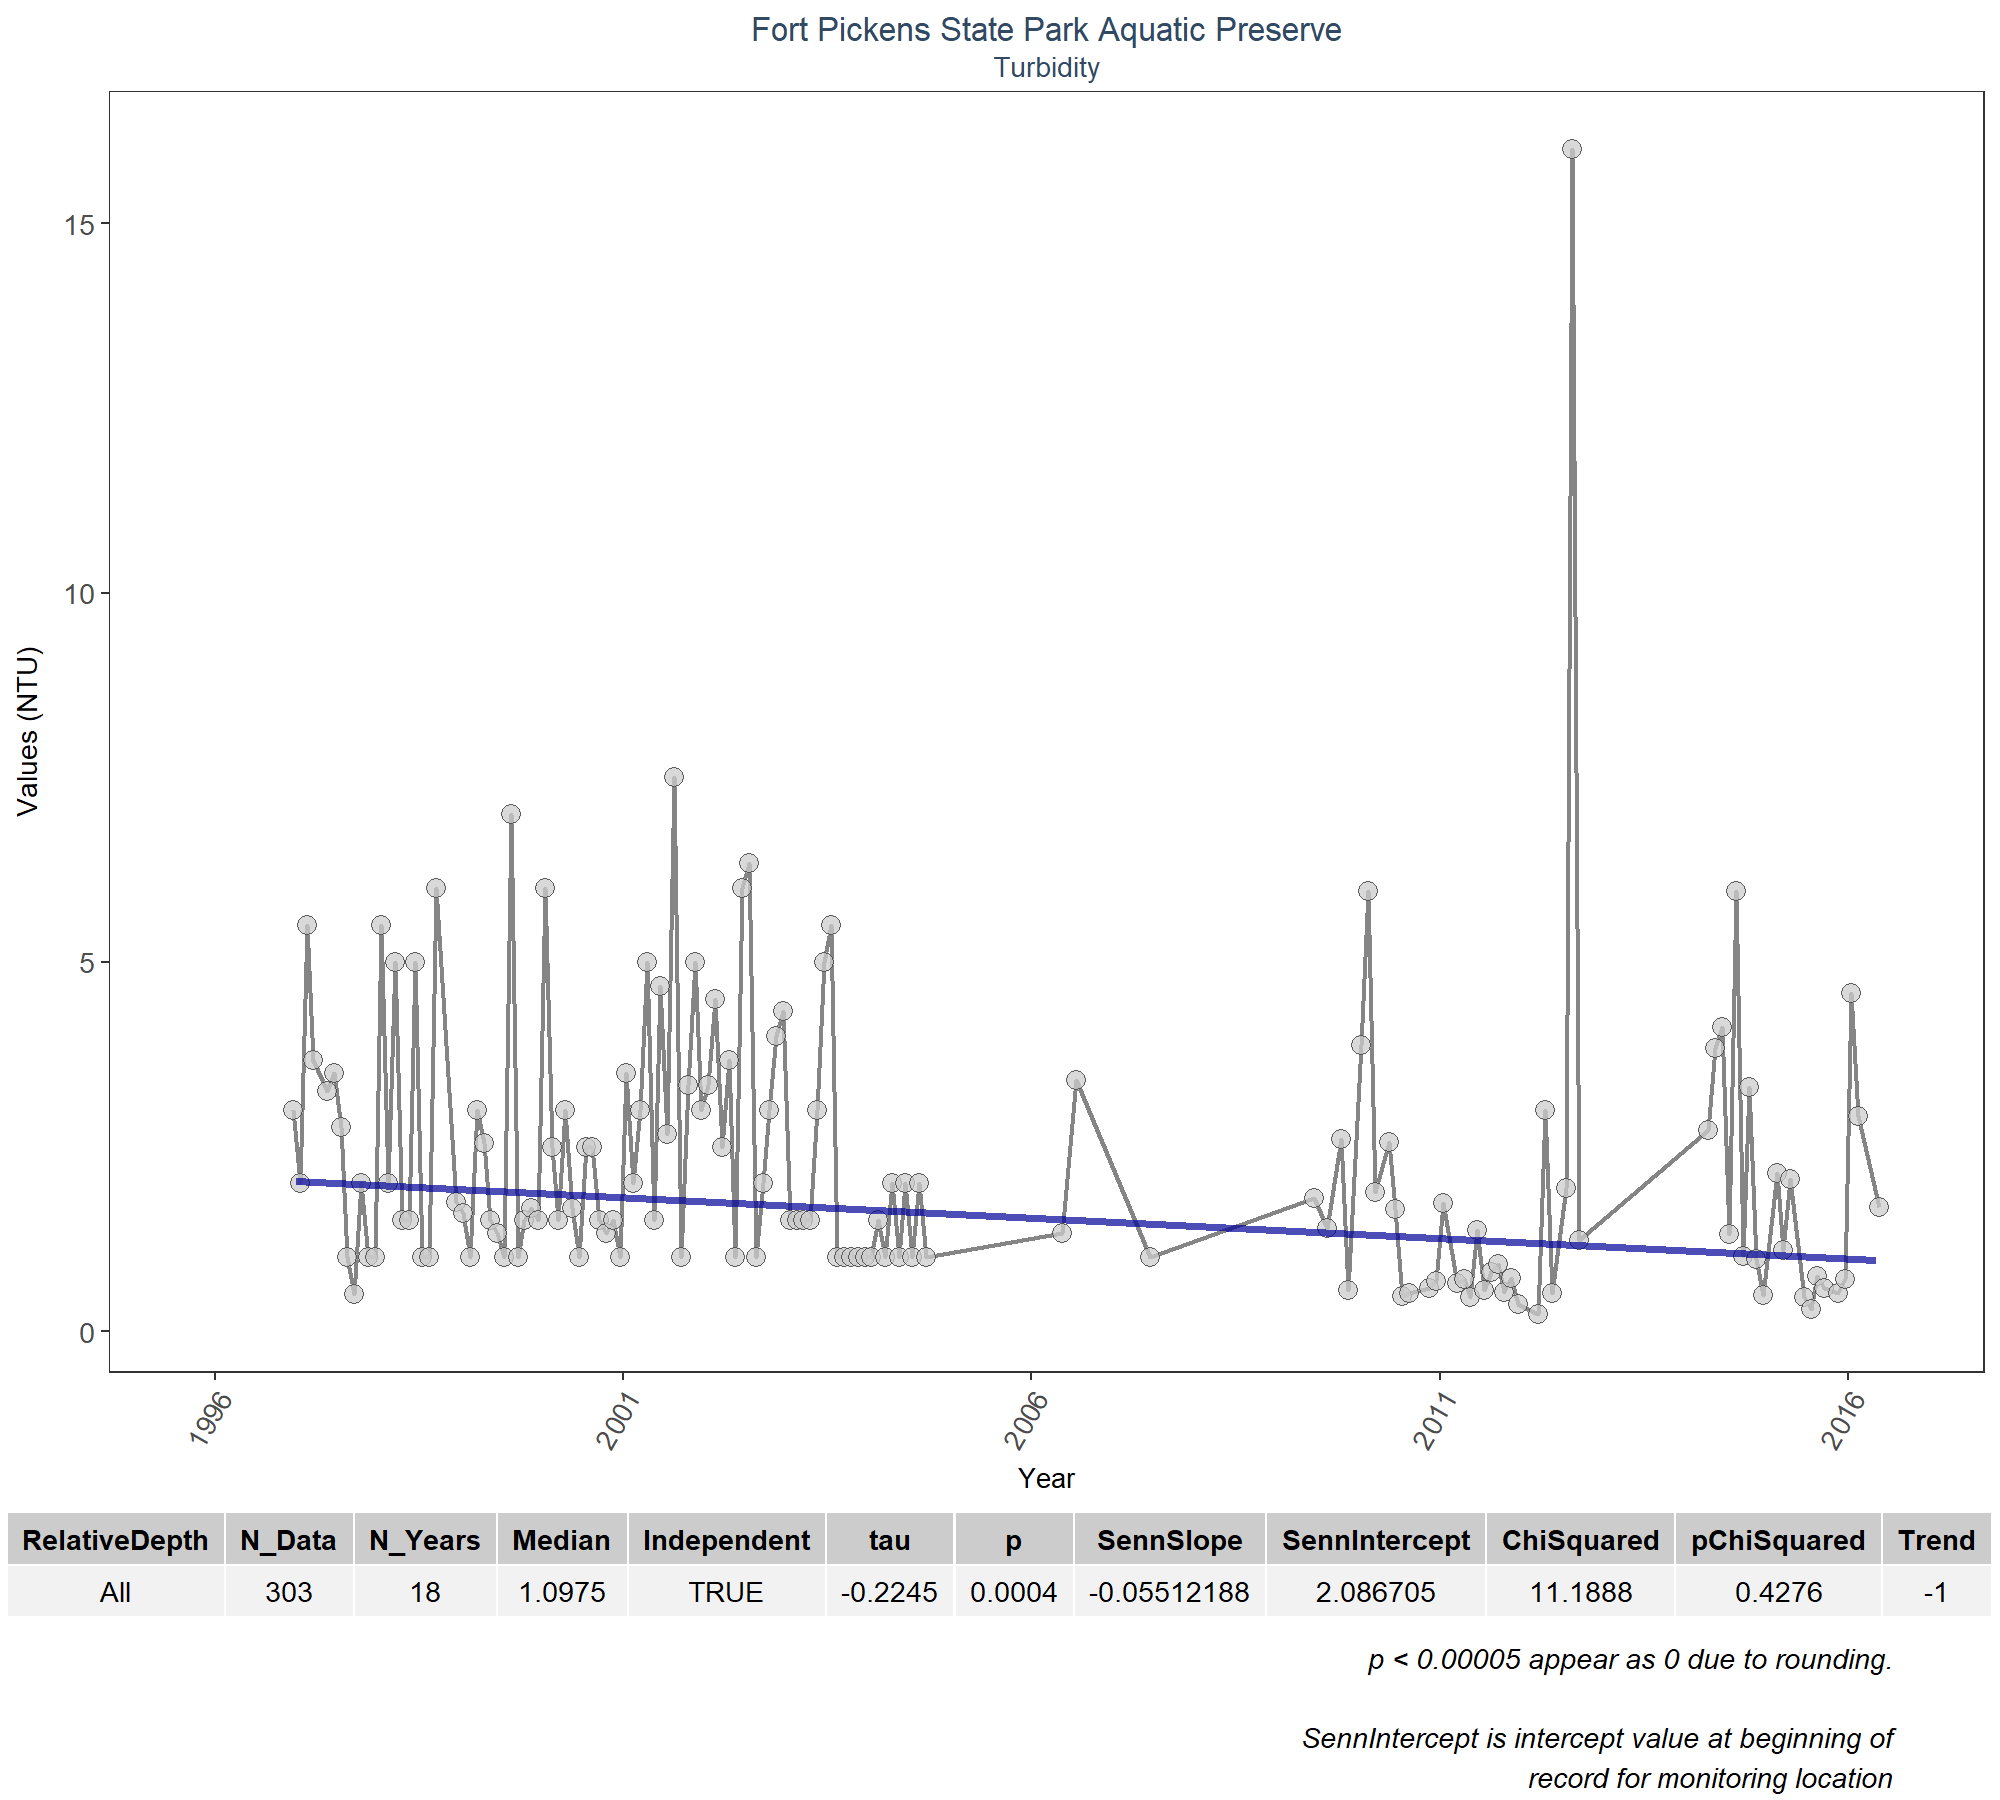 Fort Pickens State Park Aquatic Preserve
Turbidity
Values (NTU)
15
10
5
0
1996 2001 2006 2011 2016
Year
RelativeDepth N_Data N_Years Median Independent tau p SennSlope SennIntercept ChiSquared pChiSquared Trend
All 303 18 1.0975 TRUE -0.2245 0.0004 -0.05512188 2.086705 11.1888 0.4276 -1
p < 0.00005 appear as 0 due to rounding.
SennIntercept is intercept value at beginning of
record for monitoring location